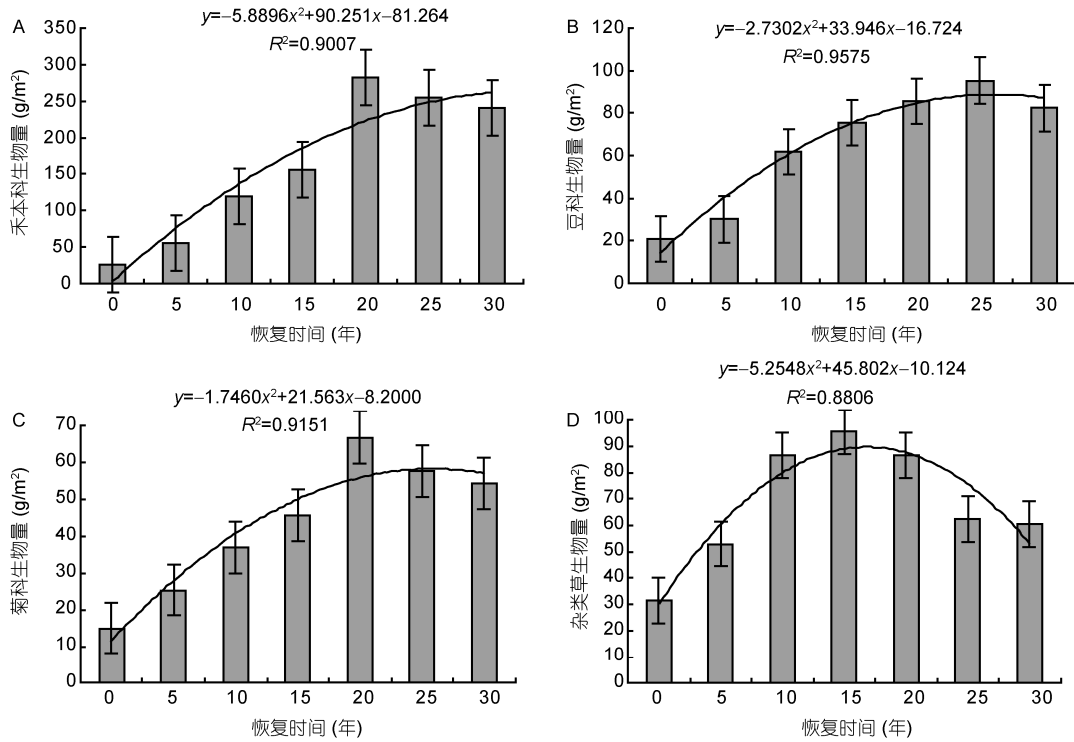 A
y=−5.8896x²+90.251x−81.264
R²=0.9007
禾本科生物量 (g/m²)
350
300
250
200
150
100
50
0
0 5 10 15 20 25 30
恢复时间 (年)
B
y=−2.7302x²+33.946x−16.724
R²=0.9575
豆科生物量 (g/m²)
120
100
80
60
40
20
0
0 5 10 15 20 25 30
恢复时间 (年)
C
y=−1.7460x²+21.563x−8.2000
R²=0.9151
菊科生物量 (g/m²)
70
60
50
40
30
20
10
0
0 5 10 15 20 25 30
恢复时间 (年)
D
y=−5.2548x²+45.802x−10.124
R²=0.8806
杂类草生物量 (g/m²)
100
90
80
70
60
50
40
30
20
10
0
0 5 10 15 20 25 30
恢复时间 (年)